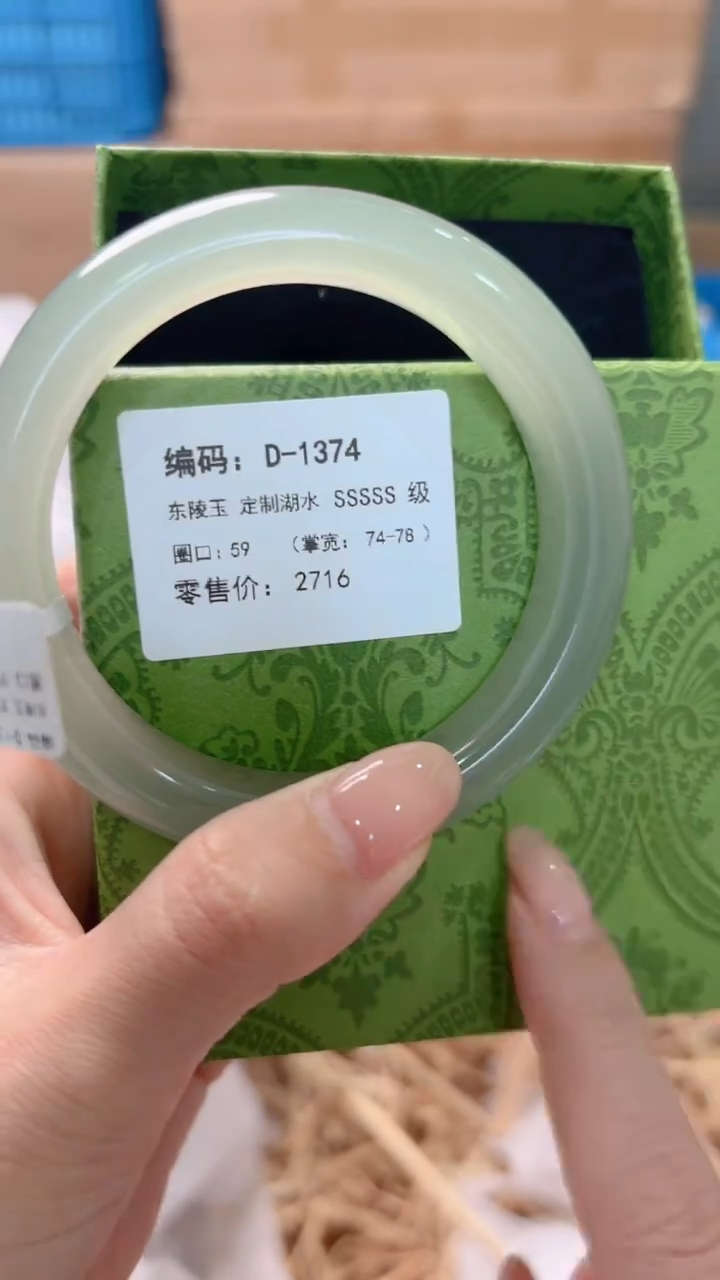 编码：D-1374
东陵玉 定制湖水 SSSSS 级
圈口：59 （掌宽：74-78 ）
零售价：2716